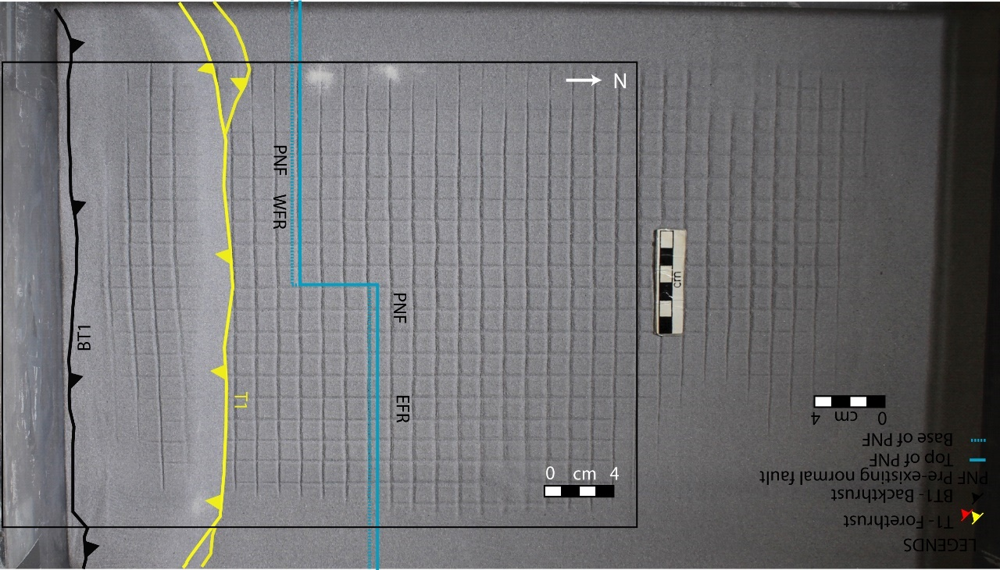 N
PNF WFR
PNF
EFR
BT1
T1
0 cm 4
cm
4 cm 0
LEGENDS
T1- Forethrust
BT1- Backthrust
PNF Pre-existing normal fault
Top of PNF
Base of PNF